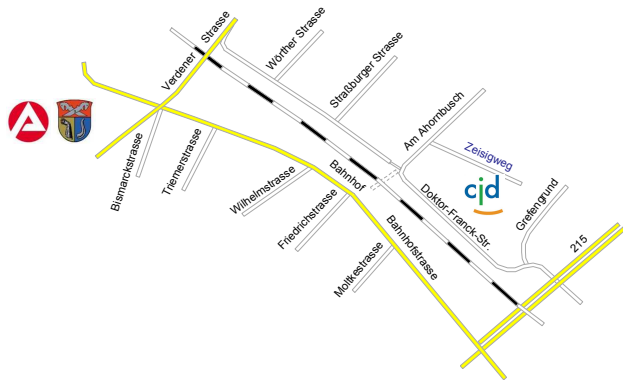 Verdener Strasse
Wörther Strasse
Straßburger Strasse
Am Ahornbusch
Zeisigweg
cjd
Bismarckstrasse
Triemerstrasse
Wilhelmstrasse
Bahnhof
Friedrichstrasse
Bahnhofstrasse
Doktor-Franck-Str.
Grefengrund
215
Moltkestrasse